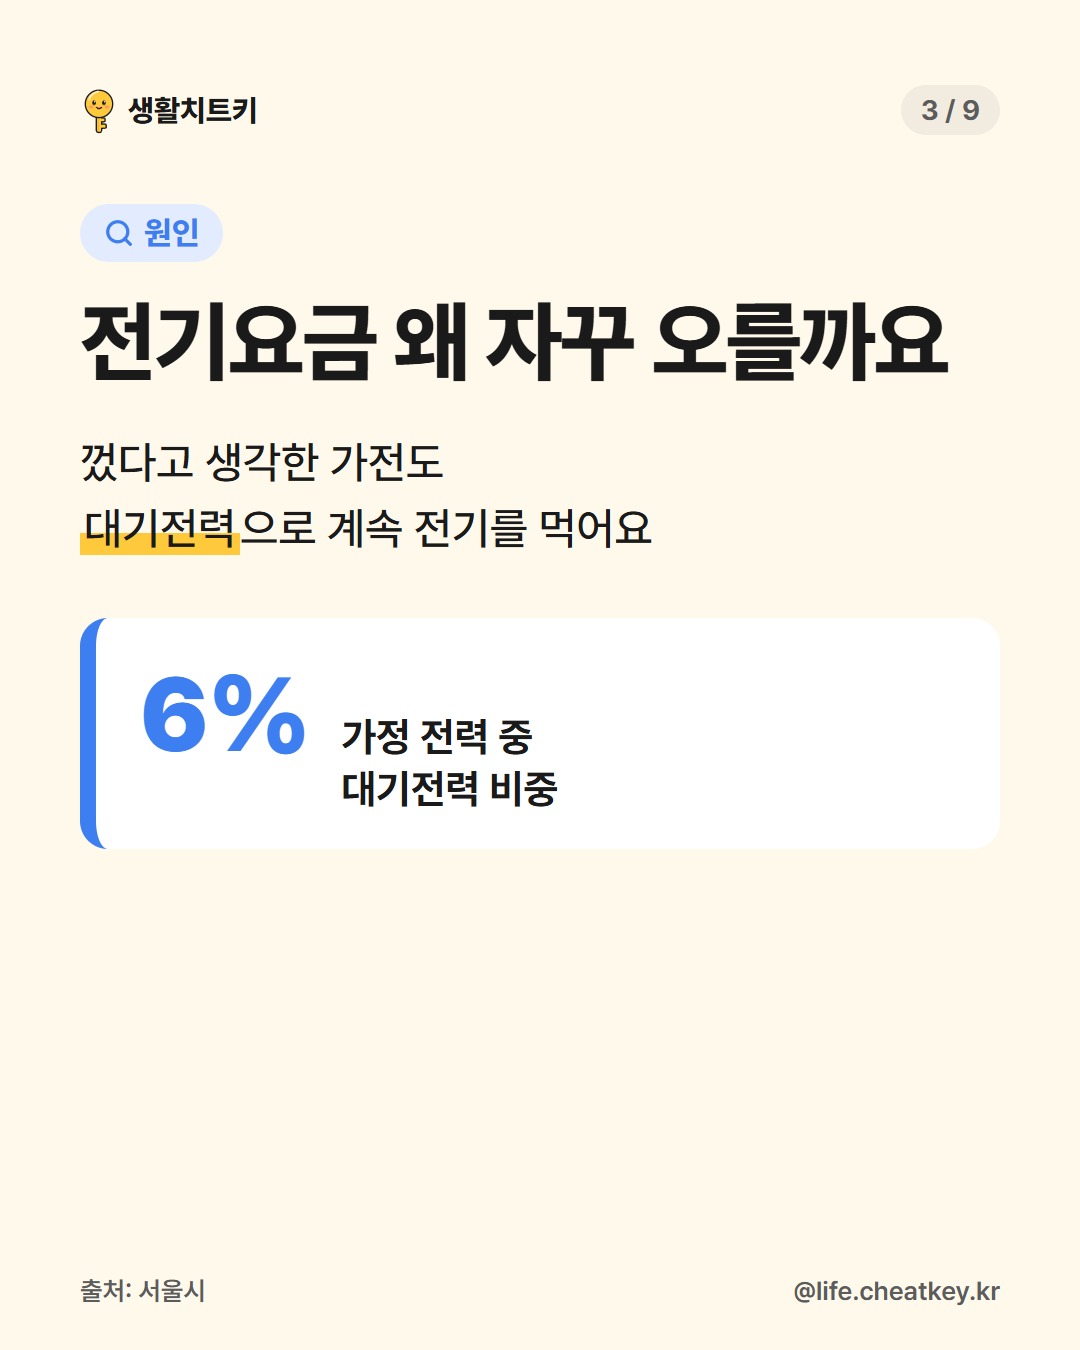 생활치트키
3 / 9
원인
전기요금 왜 자꾸 오를까요
껐다고 생각한 가전도
대기전력으로 계속 전기를 먹어요
6%
가정 전력 중
대기전력 비중
출처: 서울시
@life.cheatkey.kr